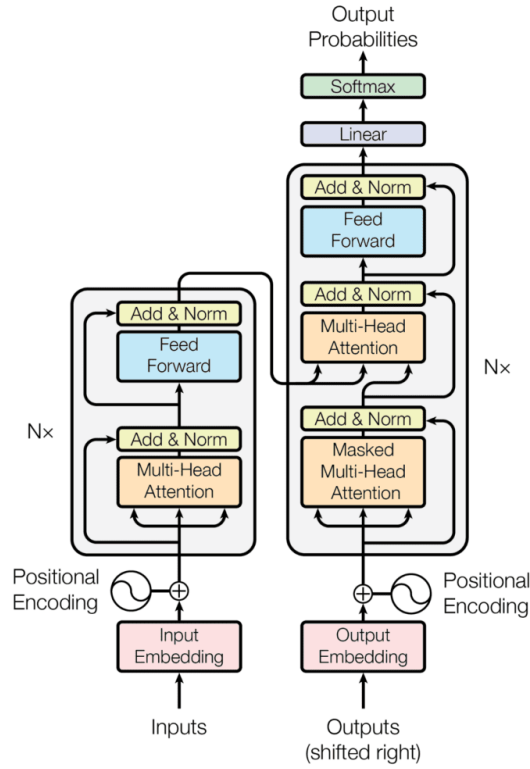 Output
Probabilities
Softmax
Linear
Add & Norm
Feed
Forward
Add & Norm
Multi-Head
Attention
Add & Norm
Masked
Multi-Head
Attention
N×
Positional
Encoding
Output
Embedding
Outputs
(shifted right)
Add & Norm
Feed
Forward
Add & Norm
Multi-Head
Attention
N×
Positional
Encoding
Input
Embedding
Inputs